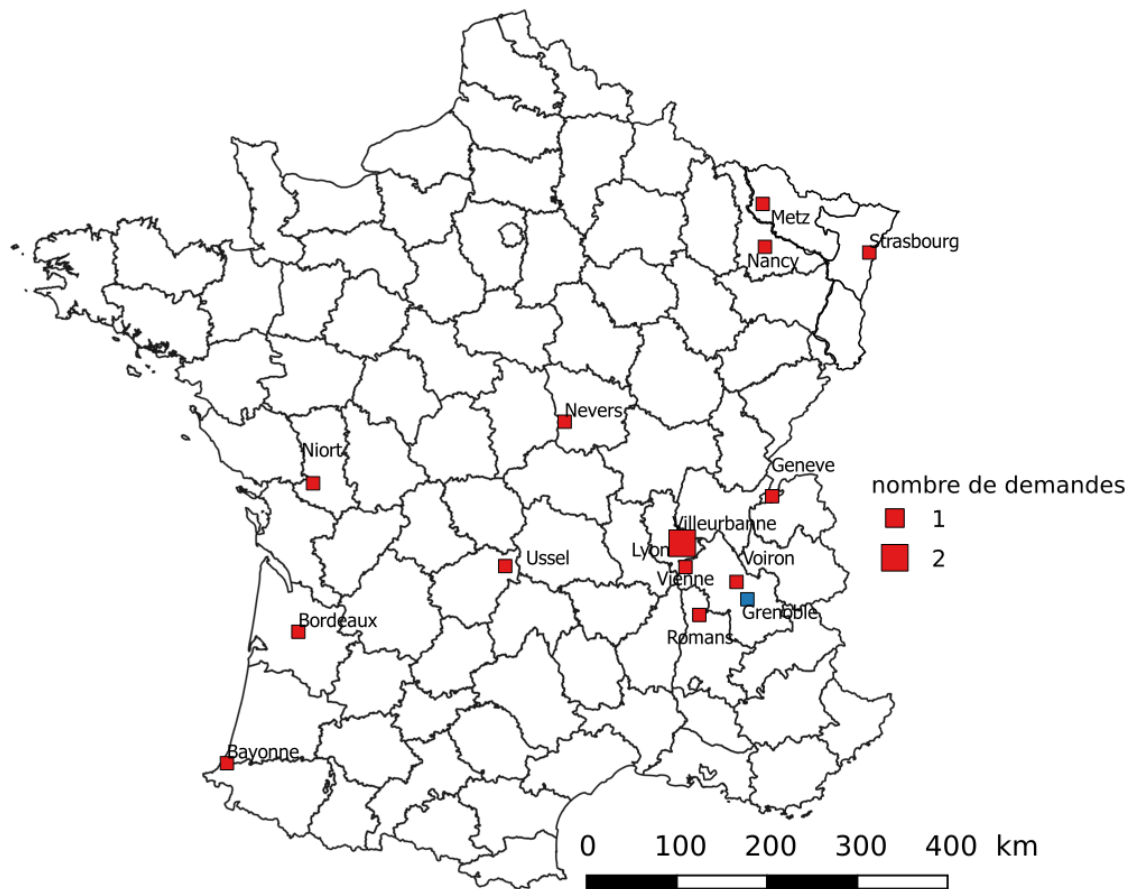 Metz
Strasbourg
Nancy
Nevers
Niort
Geneve
nombre de demandes
1
2
Villeurbanne
Lyon
Voiron
Ussel
Vienne
Grenoble
Bordeaux
Romans
Bayonne
0 100 200 300 400 km